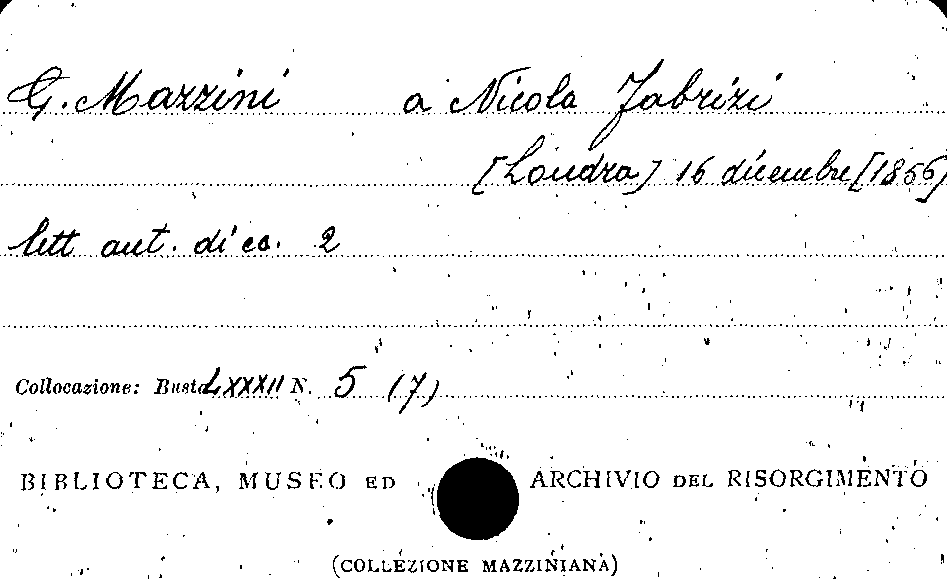 G. Mazzini a Nicola Fabrizi
[Londra] 16 dicembre [1856]
lett aut. di cc. 2
Collocazione: Busta LXXXII N. 5 (7)
BIBLIOTECA, MUSEO ED ARCHIVIO DEL RISORGIMENTO
(COLLEZIONE MAZZINIANA)